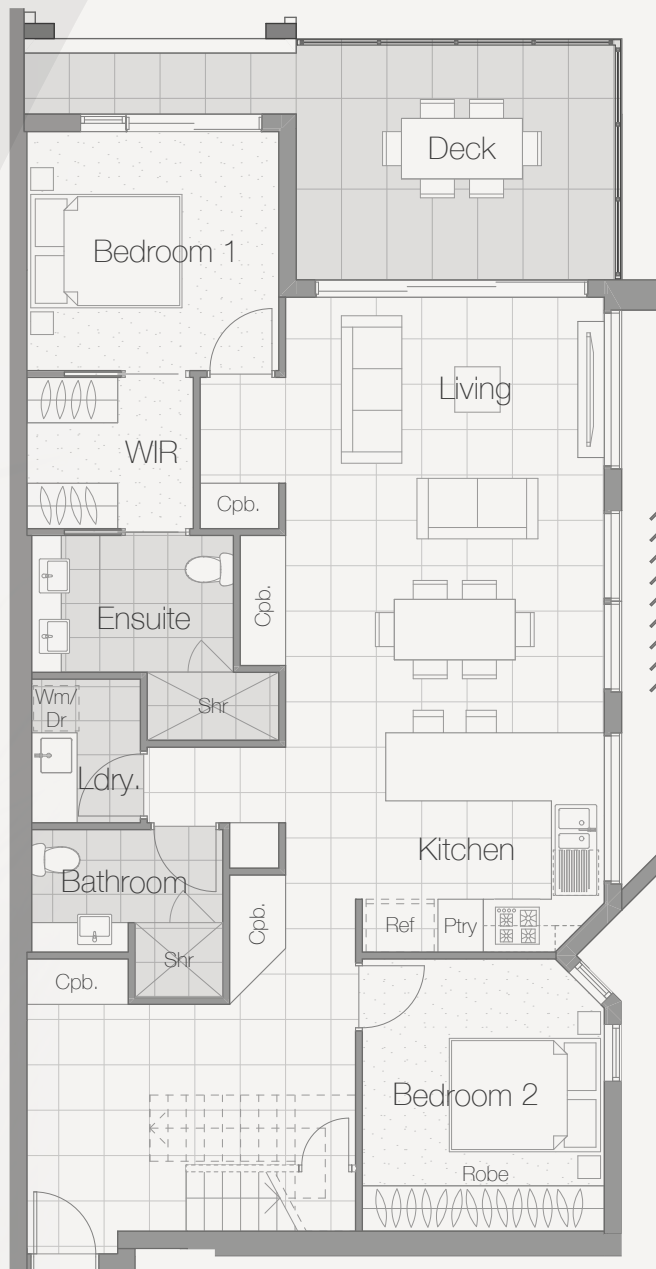 Deck
Bedroom 1
Living
WIR
Cpb.
Cpb.
Ensuite
Wm/
Dr
Shr
Ldry.
Kitchen
Bathroom
Cpb.
Ref
Ptry
Shr
Cpb.
Bedroom 2
Robe